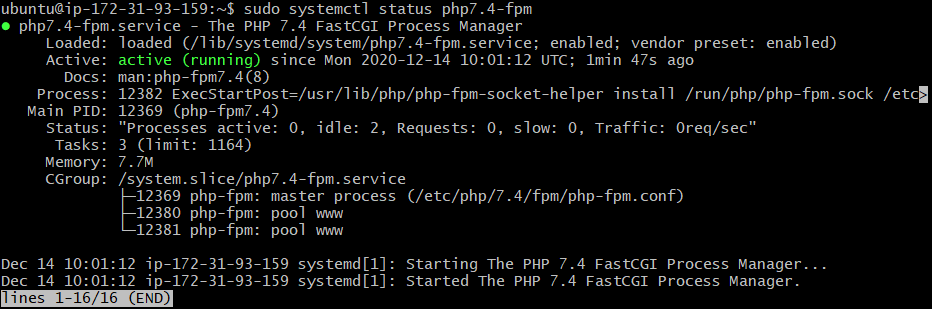 ubuntu@ip-172-31-93-159:~$ sudo systemctl status php7.4-fpm
● php7.4-fpm.service - The PHP 7.4 FastCGI Process Manager
     Loaded: loaded (/lib/systemd/system/php7.4-fpm.service; enabled; vendor preset: enabled)
     Active: active (running) since Mon 2020-12-14 10:01:12 UTC; 1min 47s ago
       Docs: man:php-fpm7.4(8)
    Process: 12382 ExecStartPost=/usr/lib/php/php-fpm-socket-helper install /run/php/php-fpm.sock /etc>
   Main PID: 12369 (php-fpm7.4)
     Status: "Processes active: 0, idle: 2, Requests: 0, slow: 0, Traffic: 0req/sec"
      Tasks: 3 (limit: 1164)
     Memory: 7.7M
     CGroup: /system.slice/php7.4-fpm.service
             ├─12369 php-fpm: master process (/etc/php/7.4/fpm/php-fpm.conf)
             ├─12380 php-fpm: pool www
             └─12381 php-fpm: pool www

Dec 14 10:01:12 ip-172-31-93-159 systemd[1]: Starting The PHP 7.4 FastCGI Process Manager...
Dec 14 10:01:12 ip-172-31-93-159 systemd[1]: Started The PHP 7.4 FastCGI Process Manager.
lines 1-16/16 (END)